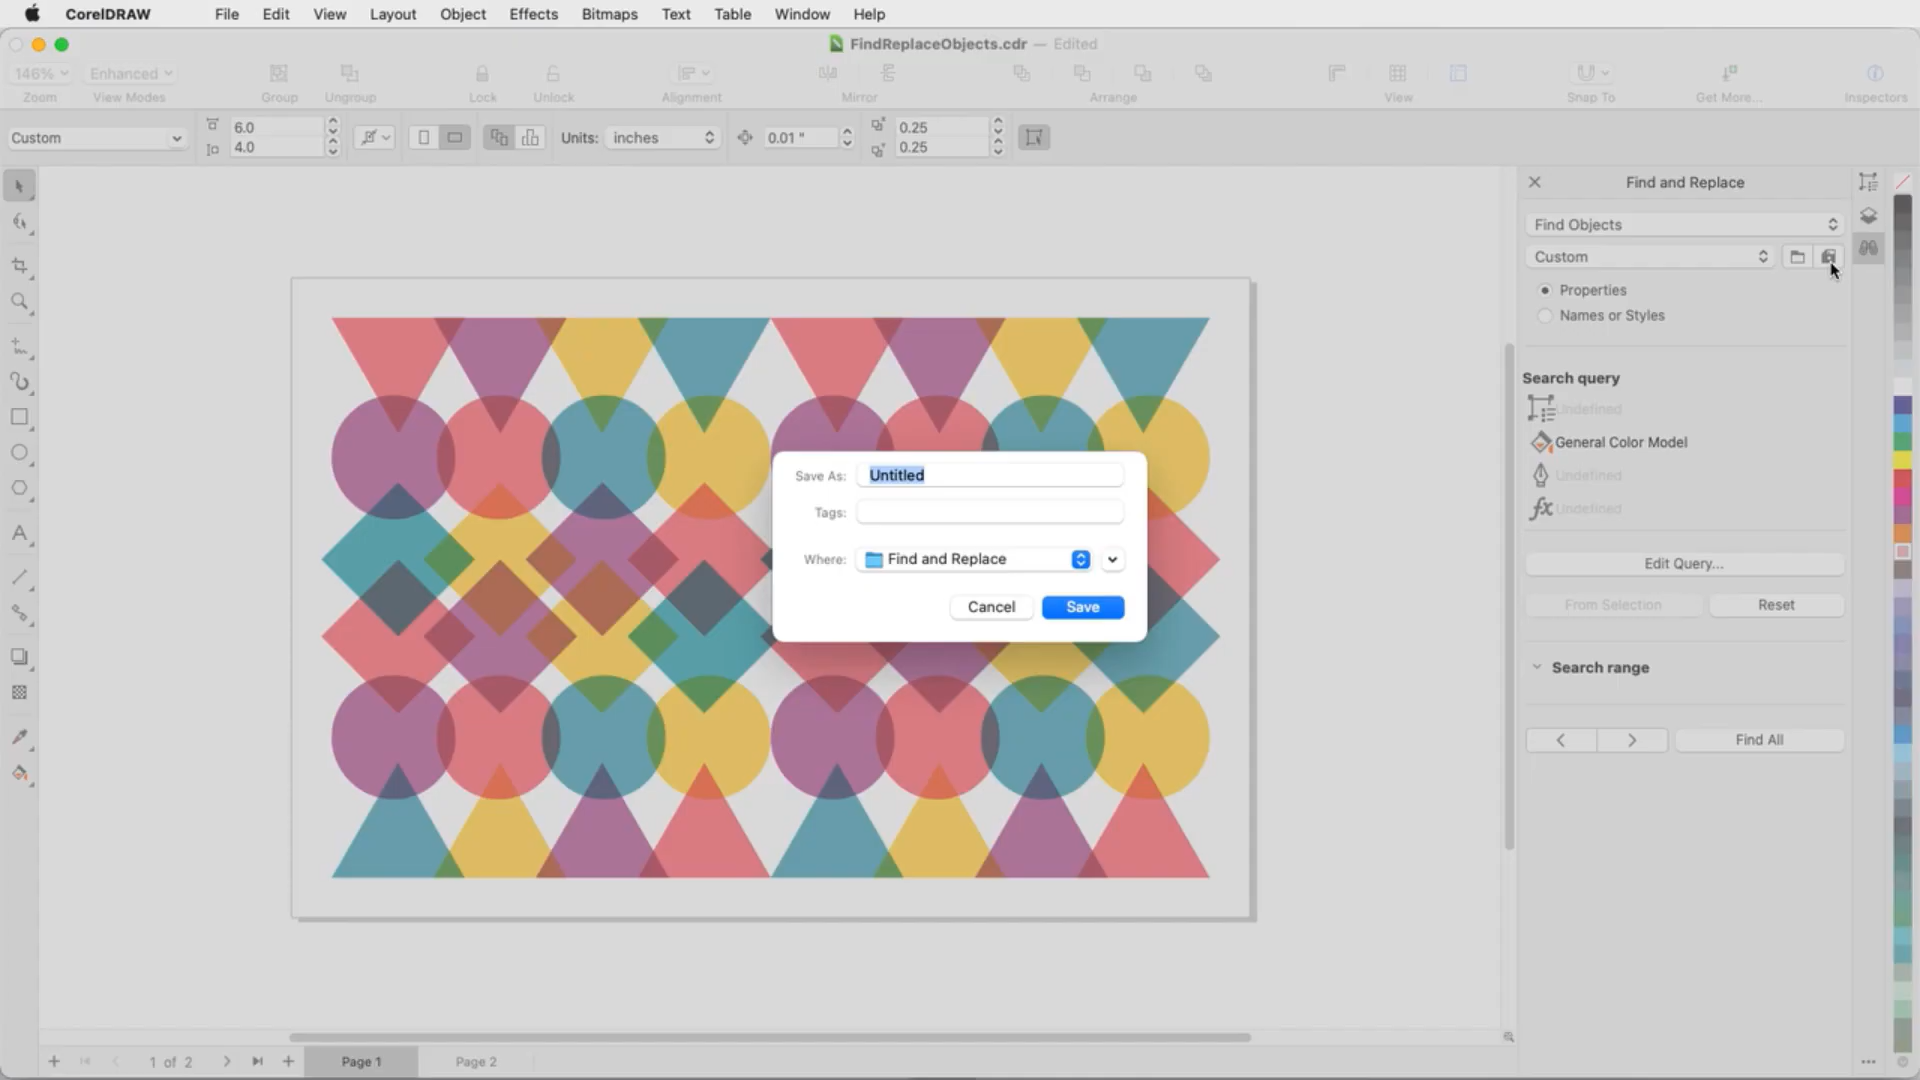 CorelDRAW File Edit View Layout Object Effects Bitmaps Text Table Window Help
FindReplaceObjects.cdr — Edited
146% Enhanced
Zoom View Modes Group Ungroup Lock Unlock Alignment Mirror Arrange View Snap To Get More... Inspectors
Custom 6.0 4.0 Units: inches 0.01 " 0.25 0.25
Find and Replace
Find Objects
Custom
Properties
Names or Styles
Search query
Undefined
General Color Model
Undefined
fx Undefined
Edit Query...
From Selection Reset
Search range
Find All
Save As: Untitled
Tags:
Where: Find and Replace
Cancel Save
1 of 2 Page 1 Page 2